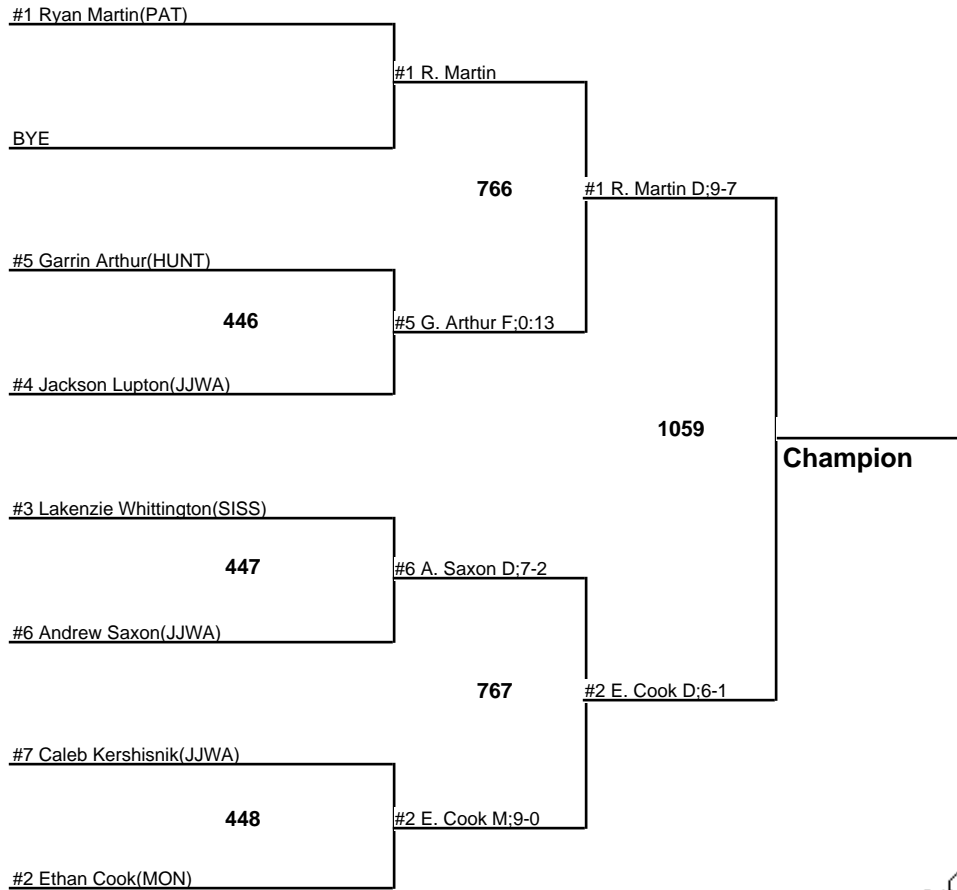 #1 Ryan Martin(PAT)
#1 R. Martin
BYE
766
#1 R. Martin D;9-7
#5 Garrin Arthur(HUNT)
446
#5 G. Arthur F;0:13
#4 Jackson Lupton(JJWA)
1059
Champion
#3 Lakenzie Whittington(SISS)
447
#6 A. Saxon D;7-2
#6 Andrew Saxon(JJWA)
767
#2 E. Cook D;6-1
#7 Caleb Kershisnik(JJWA)
448
#2 E. Cook M;9-0
#2 Ethan Cook(MON)